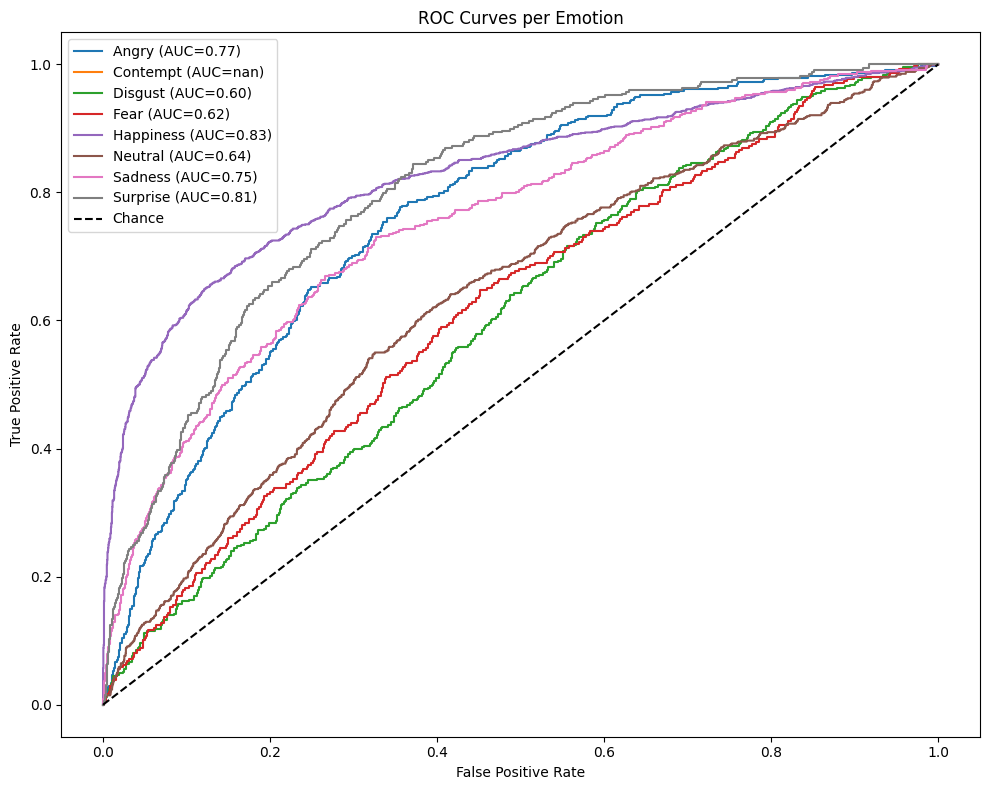 ROC Curves per Emotion
Angry (AUC=0.77)
Contempt (AUC=nan)
Disgust (AUC=0.60)
Fear (AUC=0.62)
Happiness (AUC=0.83)
Neutral (AUC=0.64)
Sadness (AUC=0.75)
Surprise (AUC=0.81)
Chance
1.0
0.8
0.6
0.4
0.2
0.0
True Positive Rate
0.0 0.2 0.4 0.6 0.8 1.0
False Positive Rate